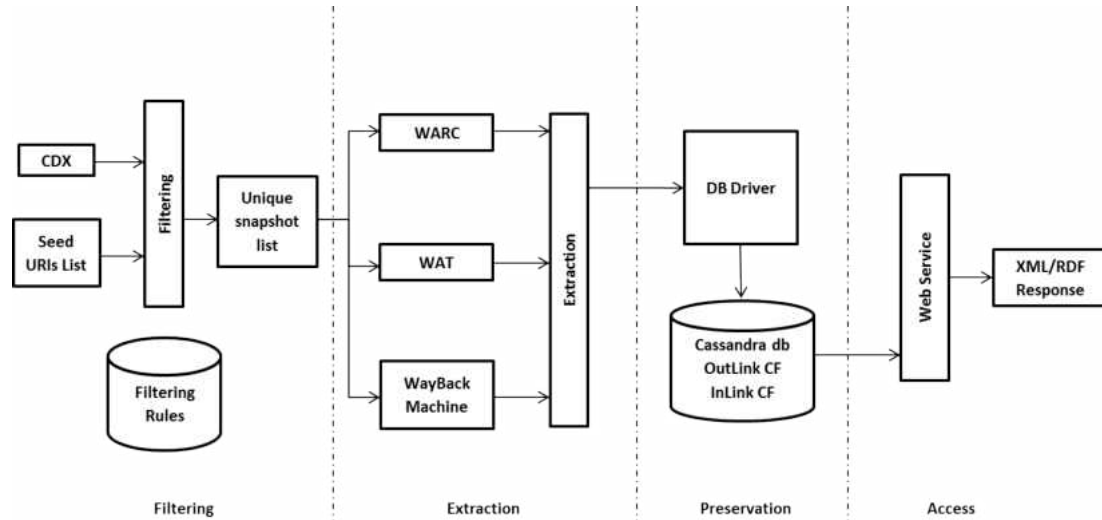 CDX
Seed
URIs List
Filtering
Unique
snapshot
list
Filtering
Rules
WARC
WAT
WayBack
Machine
Extraction
DB Driver
Cassandra db
OutLink CF
InLink CF
Web Service
XML/RDF
Response
Filtering
Extraction
Preservation
Access